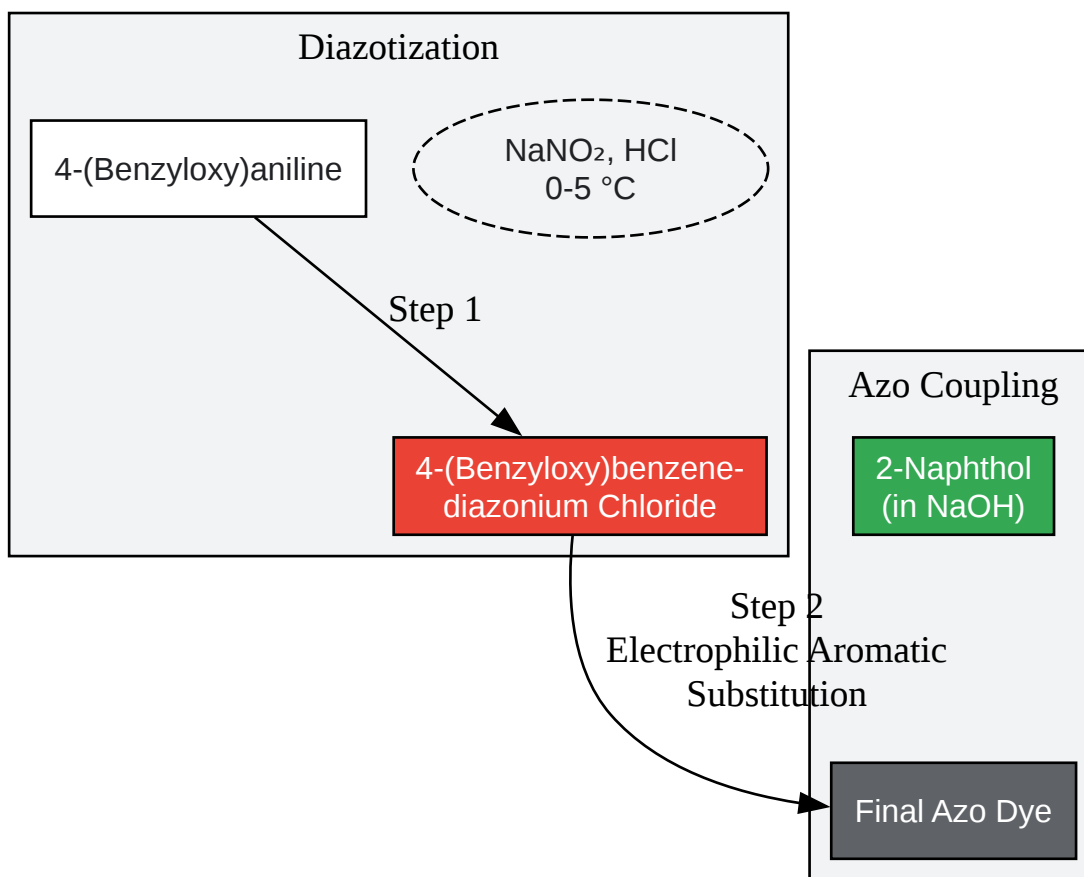 Diazotization
4-(Benzyloxy)aniline
NaNO₂, HCl
0-5 °C
Step 1
4-(Benzyloxy)benzene-
diazonium Chloride
Azo Coupling
2-Naphthol
(in NaOH)
Step 2
Electrophilic Aromatic
Substitution
Final Azo Dye